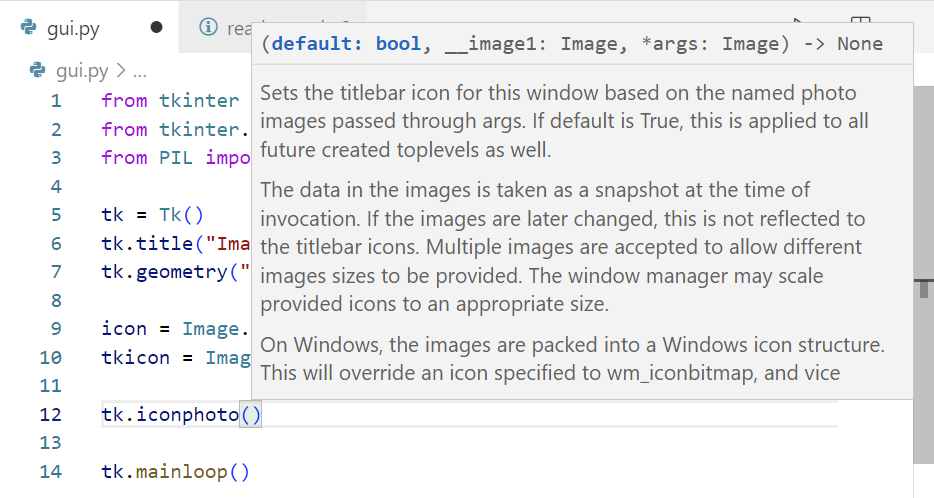 gui.py
rea
gui.py > ...
(default: bool, __image1: Image, *args: Image) -> None
Sets the titlebar icon for this window based on the named photo
images passed through args. If default is True, this is applied to all
future created toplevels as well.
The data in the images is taken as a snapshot at the time of
invocation. If the images are later changed, this is not reflected to
the titlebar icons. Multiple images are accepted to allow different
images sizes to be provided. The window manager may scale
provided icons to an appropriate size.
On Windows, the images are packed into a Windows icon structure.
This will override an icon specified to wm_iconbitmap, and vice
1 from tkinter
2 from tkinter.
3 from PIL impo
4
5 tk = Tk()
6 tk.title("Ima
7 tk.geometry("
8
9 icon = Image.
10 tkicon = Imag
11
12 tk.iconphoto()
13
14 tk.mainloop()